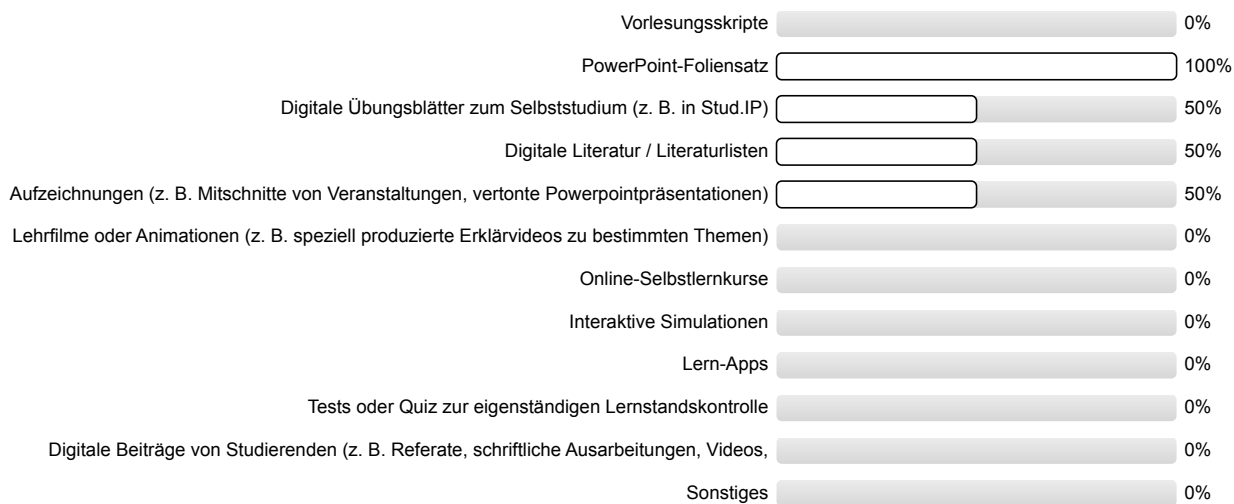 Vorlesungsskripte 0%
PowerPoint-Foliensatz 100%
Digitale Übungsblätter zum Selbststudium (z. B. in Stud.IP) 50%
Digitale Literatur / Literaturlisten 50%
Aufzeichnungen (z. B. Mitschnitte von Veranstaltungen, vertonte Powerpointpräsentationen) 50%
Lehrfilme oder Animationen (z. B. speziell produzierte Erklärvideos zu bestimmten Themen) 0%
Online-Selbstlernkurse 0%
Interaktive Simulationen 0%
Lern-Apps 0%
Tests oder Quiz zur eigenständigen Lernstandskontrolle 0%
Digitale Beiträge von Studierenden (z. B. Referate, schriftliche Ausarbeitungen, Videos, 0%
Sonstiges 0%